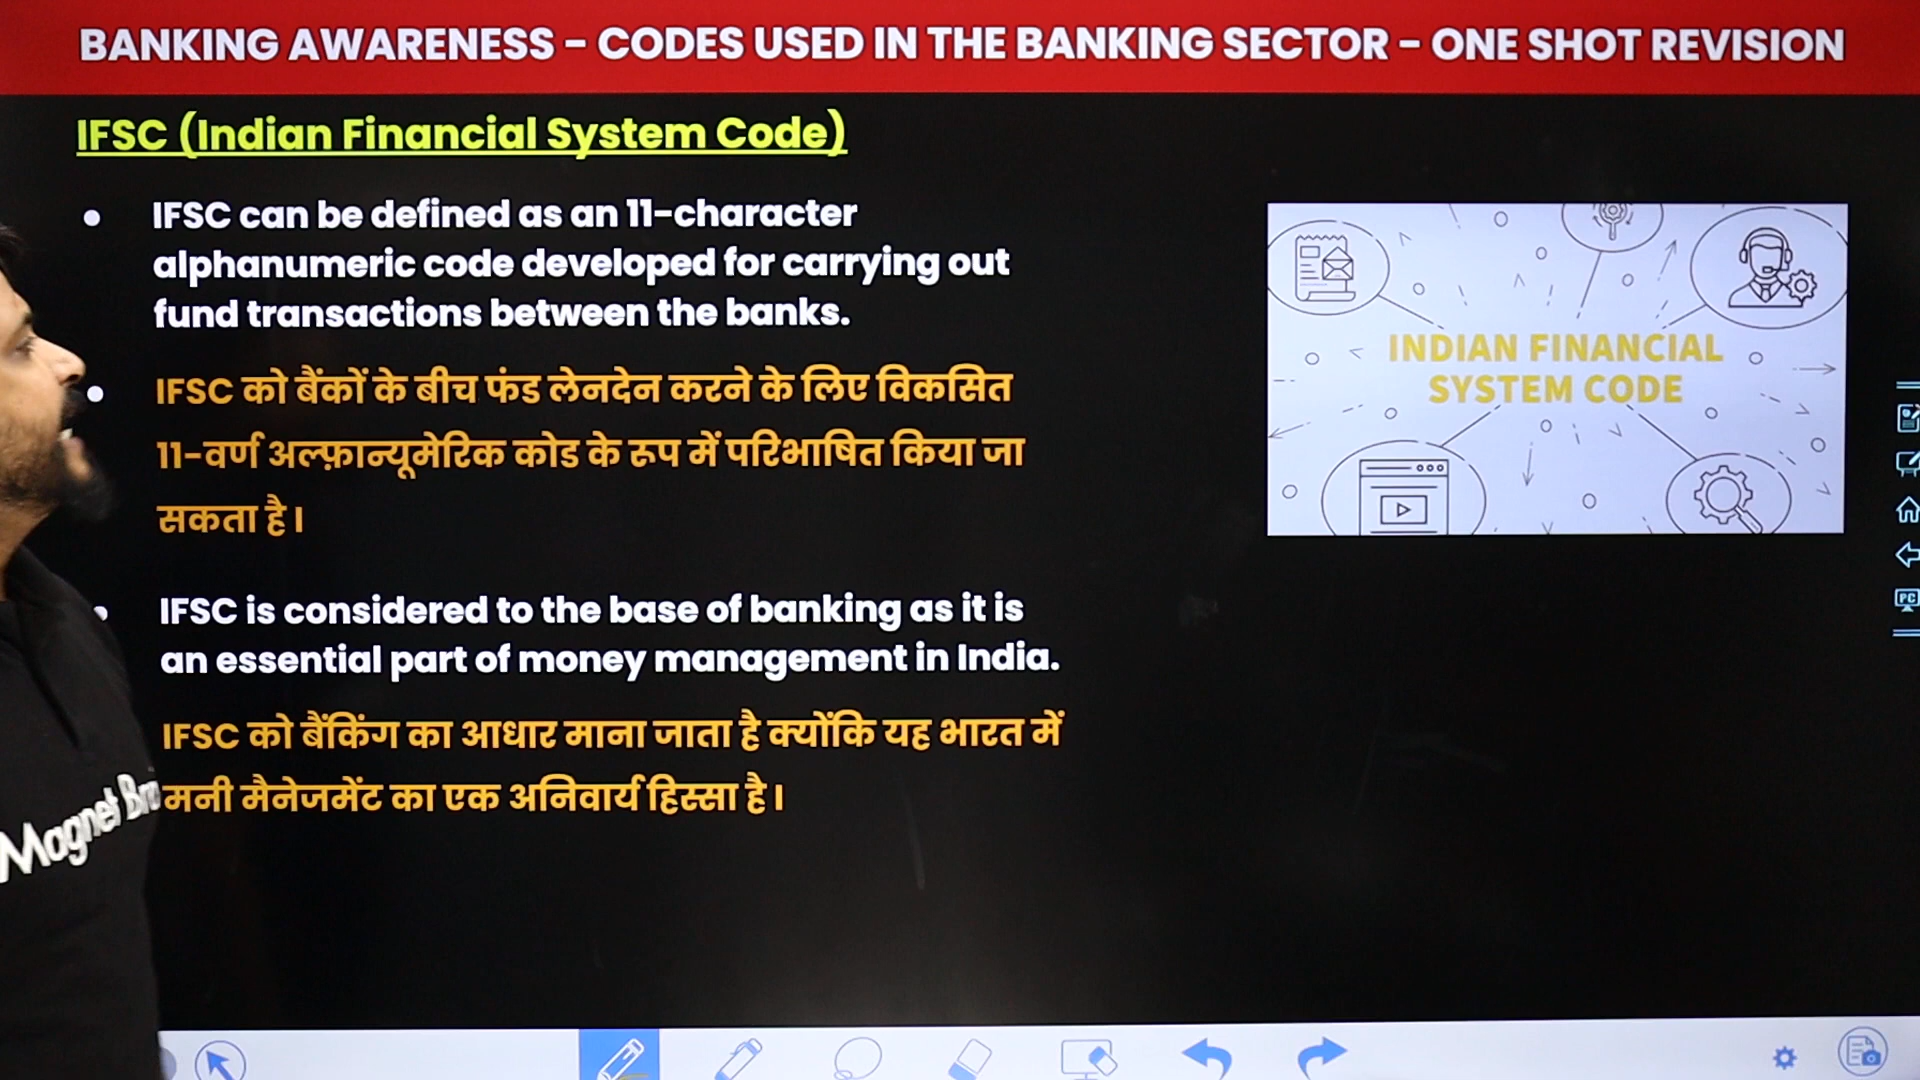 BANKING AWARENESS – CODES USED IN THE BANKING SECTOR – ONE SHOT REVISION
IFSC (Indian Financial System Code)
• IFSC can be defined as an 11-character
alphanumeric code developed for carrying out
fund transactions between the banks.
• IFSC को बैंकों के बीच फंड लेनदेन करने के लिए विकसित
11-वर्ण अल्फ़ान्यूमेरिक कोड के रूप में परिभाषित किया जा
सकता है।
• IFSC is considered to the base of banking as it is
an essential part of money management in India.
IFSC को बैंकिंग का आधार माना जाता है क्योंकि यह भारत में
मनी मैनेजमेंट का एक अनिवार्य हिस्सा है।
INDIAN FINANCIAL
SYSTEM CODE
PC
Magnet